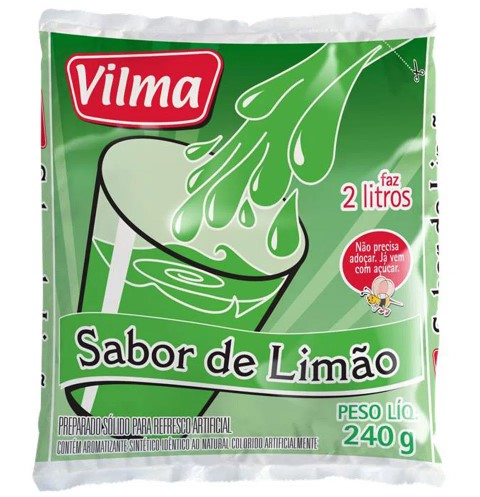 Vilma
faz
2 litros
Não precisa
adoçar. Já vem
com açúcar.
Sabor de Limão
PESO LÍQ.
240 g
PREPARADO SÓLIDO PARA REFRESCO ARTIFICIAL
CONTÉM AROMATIZANTE SINTÉTICO IDÊNTICO AO NATURAL COLORIDO ARTIFICIALMENTE